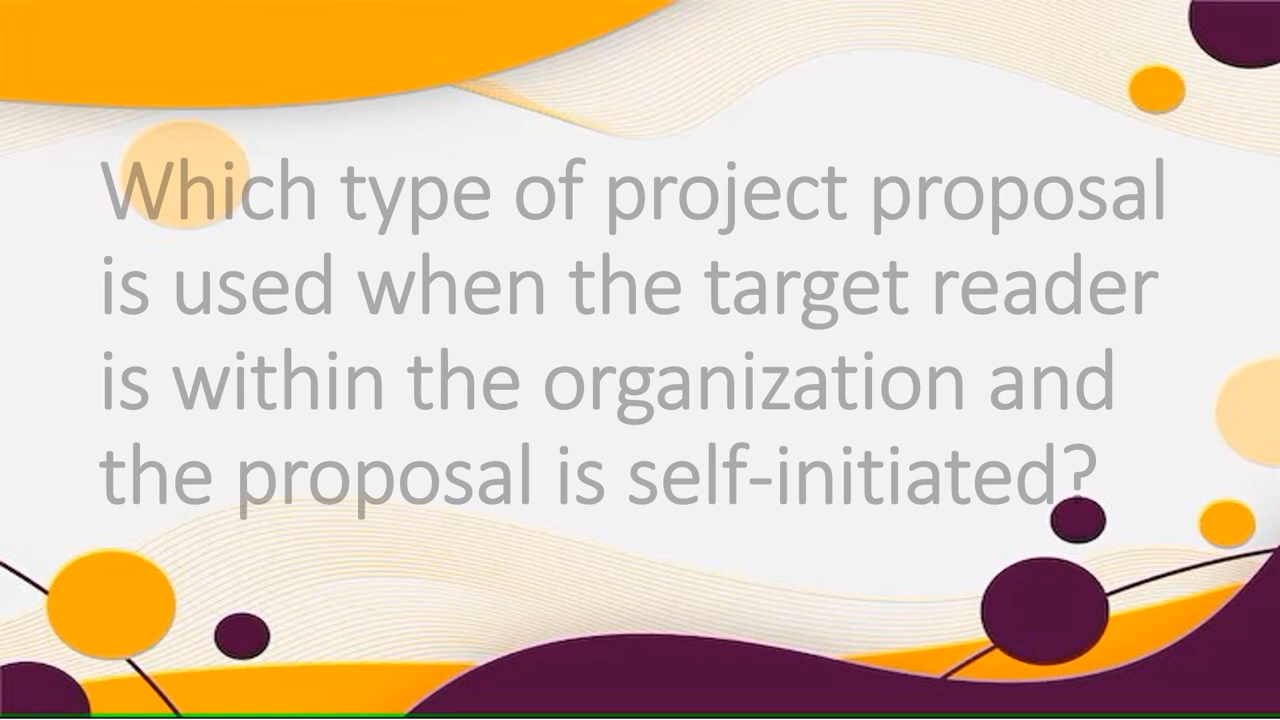 Which type of project proposal
is used when the target reader
is within the organization and
the proposal is self-initiated?